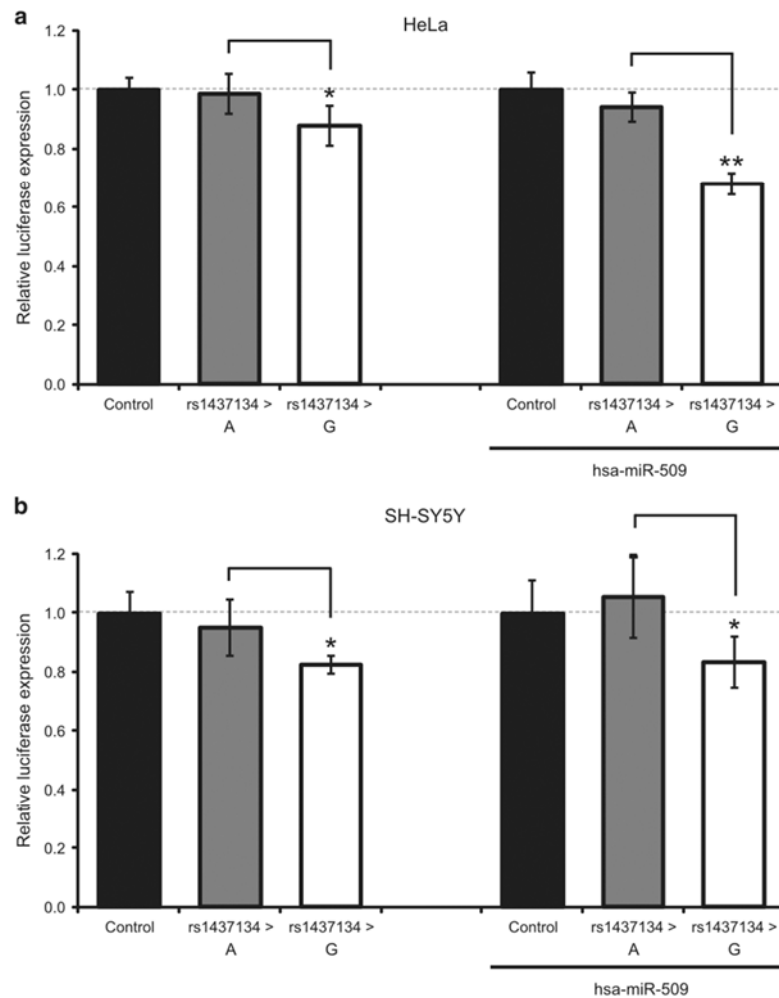 a
HeLa
Relative luciferase expression
1.2
1.0
0.8
0.6
0.4
0.2
0.0
*
**
Control rs1437134 > rs1437134 > Control rs1437134 > rs1437134 >
A G A G
hsa-miR-509
b
SH-SY5Y
Relative luciferase expression
1.2
1.0
0.8
0.6
0.4
0.2
0.0
*
*
Control rs1437134 > rs1437134 > Control rs1437134 > rs1437134 >
A G A G
hsa-miR-509